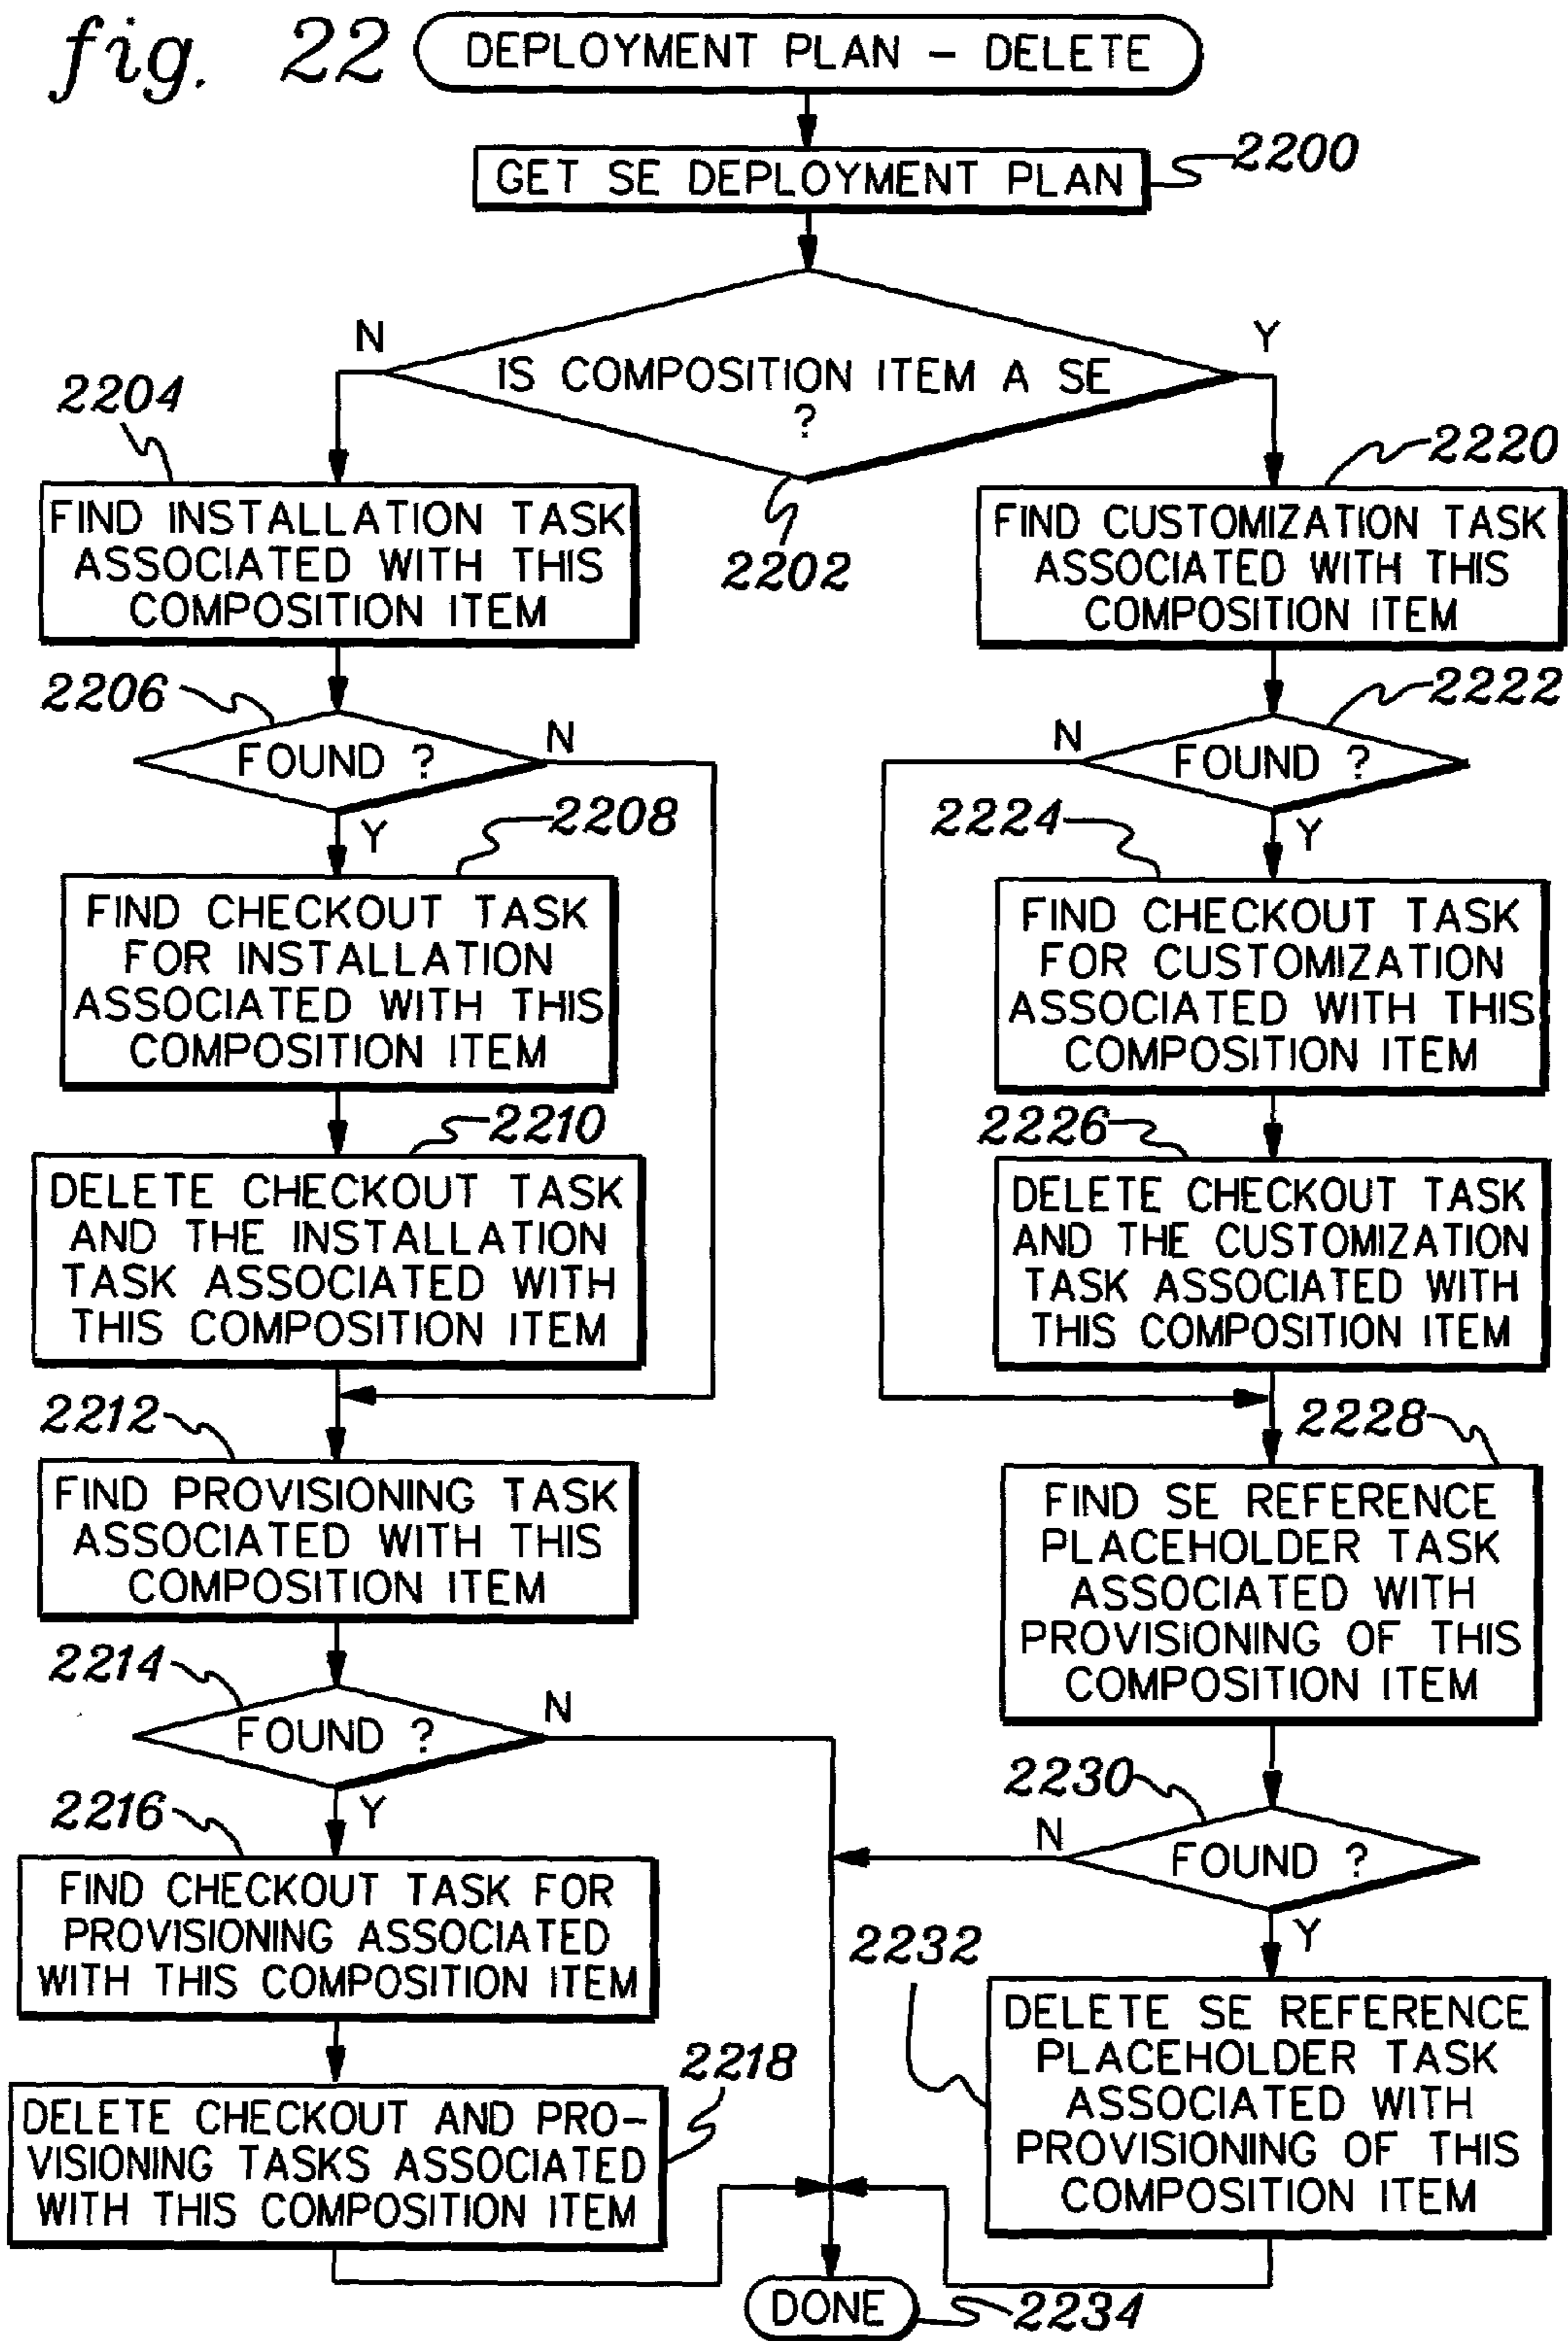 fig. 22
DEPLOYMENT PLAN - DELETE
2200
GET SE DEPLOYMENT PLAN
N
Y
IS COMPOSITION ITEM A SE
?
2202
2204
FIND INSTALLATION TASK
ASSOCIATED WITH THIS
COMPOSITION ITEM
2206
FOUND ?
N
Y
2208
FIND CHECKOUT TASK
FOR INSTALLATION
ASSOCIATED WITH THIS
COMPOSITION ITEM
2210
DELETE CHECKOUT TASK
AND THE INSTALLATION
TASK ASSOCIATED WITH
THIS COMPOSITION ITEM
2212
FIND PROVISIONING TASK
ASSOCIATED WITH THIS
COMPOSITION ITEM
2214
FOUND ?
N
Y
2216
FIND CHECKOUT TASK FOR
PROVISIONING ASSOCIATED
WITH THIS COMPOSITION ITEM
2218
DELETE CHECKOUT AND PRO-
VISIONING TASKS ASSOCIATED
WITH THIS COMPOSITION ITEM
2220
FIND CUSTOMIZATION TASK
ASSOCIATED WITH THIS
COMPOSITION ITEM
2222
N
FOUND ?
Y
2224
FIND CHECKOUT TASK
FOR CUSTOMIZATION
ASSOCIATED WITH THIS
COMPOSITION ITEM
2226
DELETE CHECKOUT TASK
AND THE CUSTOMIZATION
TASK ASSOCIATED WITH
THIS COMPOSITION ITEM
2228
FIND SE REFERENCE
PLACEHOLDER TASK
ASSOCIATED WITH
PROVISIONING OF THIS
COMPOSITION ITEM
2230
N
FOUND ?
Y
2232
DELETE SE REFERENCE
PLACEHOLDER TASK
ASSOCIATED WITH
PROVISIONING OF THIS
COMPOSITION ITEM
DONE
2234